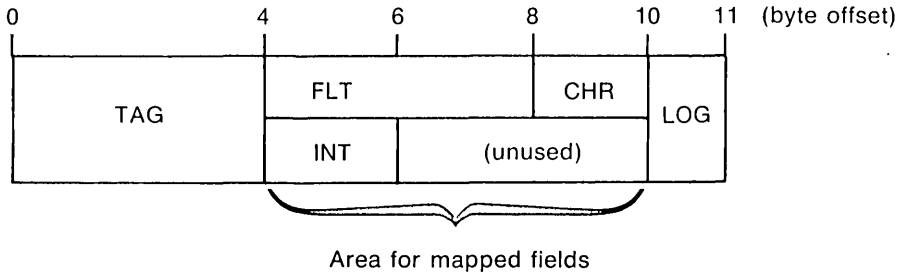 0 4 6 8 10 11 (byte offset)
FLT CHR
TAG LOG
INT (unused)
Area for mapped fields